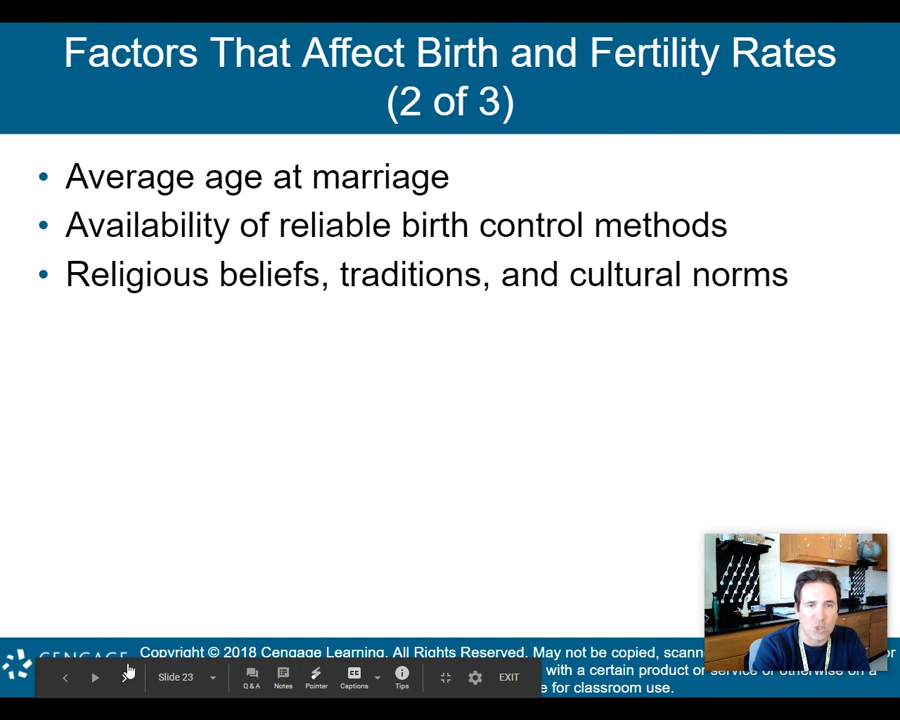 Factors That Affect Birth and Fertility Rates
(2 of 3)
• Average age at marriage
• Availability of reliable birth control methods
• Religious beliefs, traditions, and cultural norms
CENGAGE
Copyright © 2018 Cengage Learning. All Rights Reserved. May not be copied, scann
or
with a certain product or service or otherwise on a
e for classroom use.
Slide 23
Q & A
Notes
Pointer
Captions
Tips
EXIT